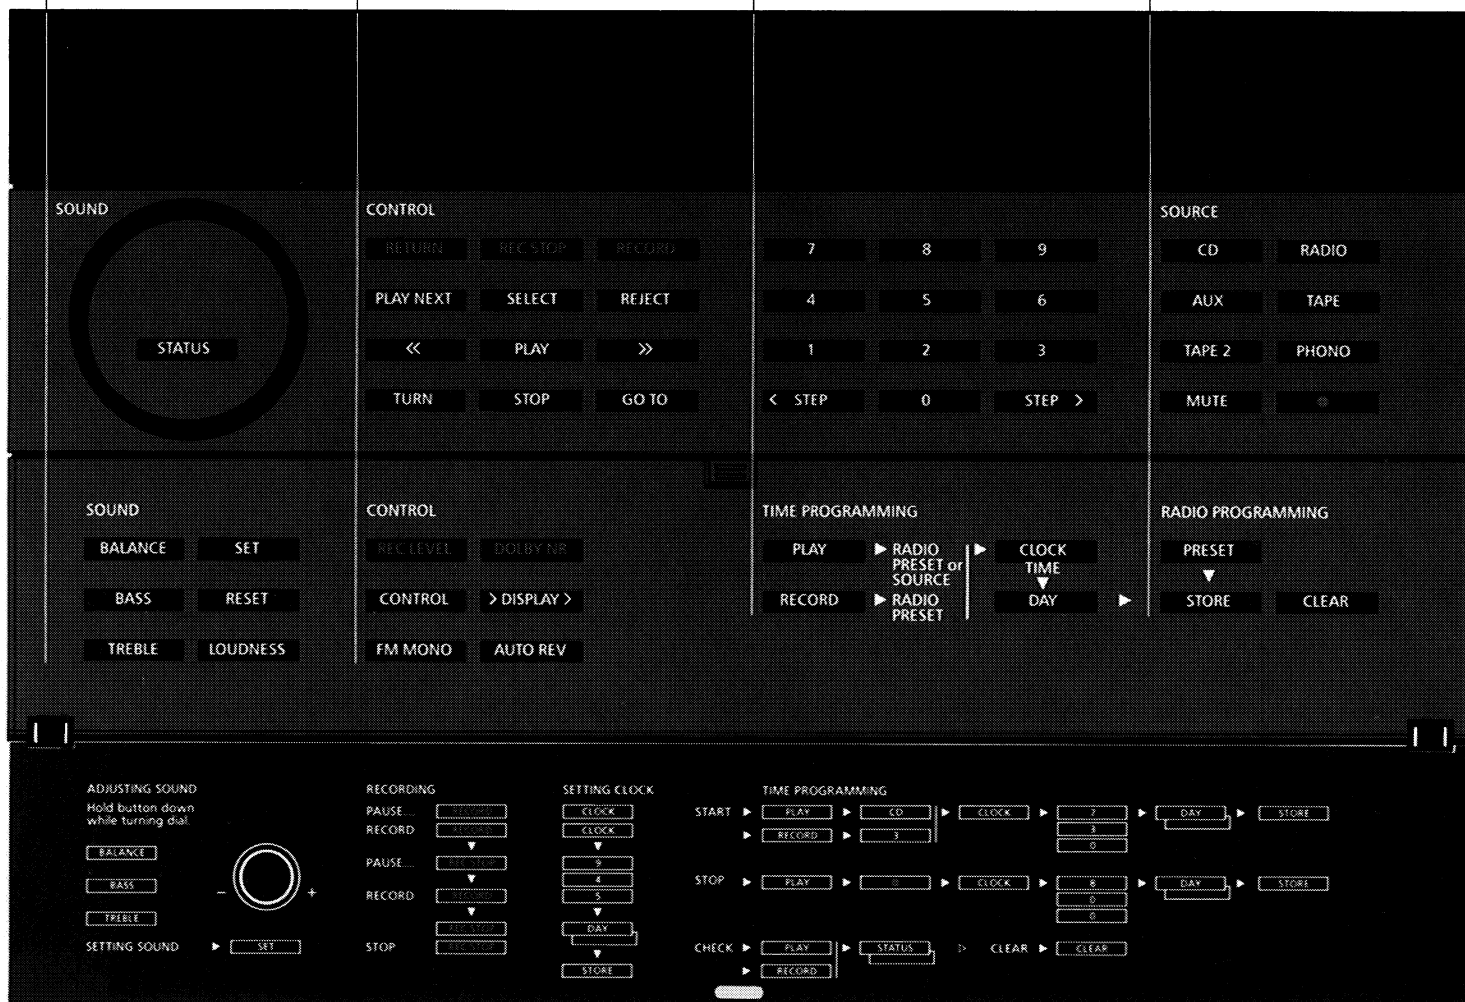 SOUND
STATUS
CONTROL
RETURN REC STOP RECORD
PLAY NEXT SELECT REJECT
<< PLAY >>
TURN STOP GO TO
7 8 9
4 5 6
1 2 3
< STEP 0 STEP >
SOURCE
CD RADIO
AUX TAPE
TAPE 2 PHONO
MUTE
SOUND
BALANCE SET
BASS RESET
TREBLE LOUDNESS
CONTROL
REC LEVEL DOLBY NR
CONTROL > DISPLAY >
FM MONO AUTO REV
TIME PROGRAMMING
PLAY ▶ RADIO PRESET or SOURCE ▶ CLOCK TIME
▼
RECORD ▶ RADIO PRESET DAY ▶
RADIO PROGRAMMING
PRESET
▼
STORE CLEAR
ADJUSTING SOUND
Hold button down
while turning dial.
BALANCE
BASS
TREBLE
- +
SETTING SOUND ▶ SET
RECORDING
PAUSE.... RECORD
RECORD RECORD
▼
PAUSE.... REC STOP
▼
RECORD RECORD
▼
REC STOP
STOP REC STOP
SETTING CLOCK
CLOCK
CLOCK
▼
9
4
5
▼
DAY
▼
STORE
TIME PROGRAMMING
START ▶ PLAY ▶ CD ▶ CLOCK ▶ 7 ▶ DAY ▶ STORE
▶ RECORD ▶ 3 3
0
STOP ▶ PLAY ▶ ▶ CLOCK ▶ 8 ▶ DAY ▶ STORE
0
0
CHECK ▶ PLAY ▶ STATUS ▷ CLEAR ▶ CLEAR
▶ RECORD